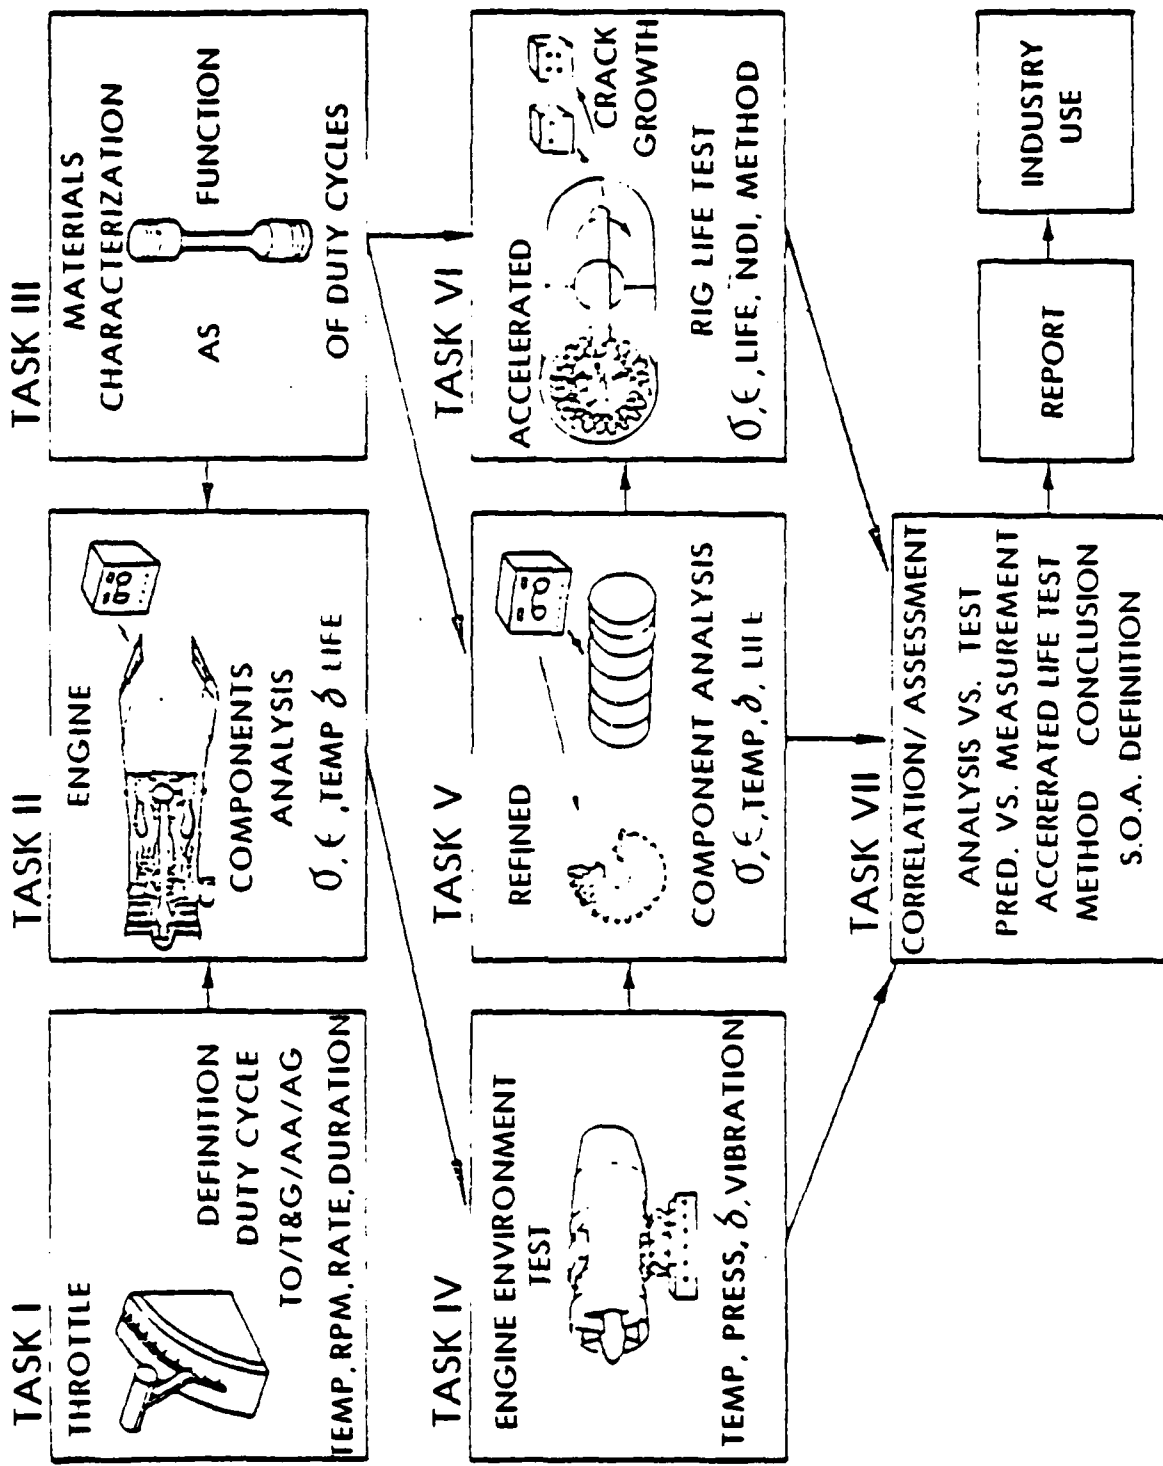 TASK I
THROTTLE
DEFINITION
DUTY CYCLE
TO/T&G/AA/AG
TEMP, RPM, RATE, DURATION
TASK II
ENGINE
COMPONENTS
ANALYSIS
σ, ϵ, TEMP δ LIFE
TASK III
MATERIALS
CHARACTERIZATION
AS FUNCTION
OF DUTY CYCLES
TASK IV
ENGINE ENVIRONMENT
TEST
TEMP, PRESS, δ, VIBRATION
TASK V
REFINED
COMPONENT ANALYSIS
σ, ϵ, TEMP, δ, LIFE
TASK VI
ACCELERATED
CRACK
GROWTH
RIG LIFE TEST
σ, ϵ, LIFE, NDI, METHOD
TASK VII
CORRELATION/ ASSESSMENT
ANALYSIS VS. TEST
PRED. VS. MEASUREMENT
ACCERERATED LIFE TEST
METHOD CONCLUSION
S.O.A. DEFINITION
REPORT
INDUSTRY
USE